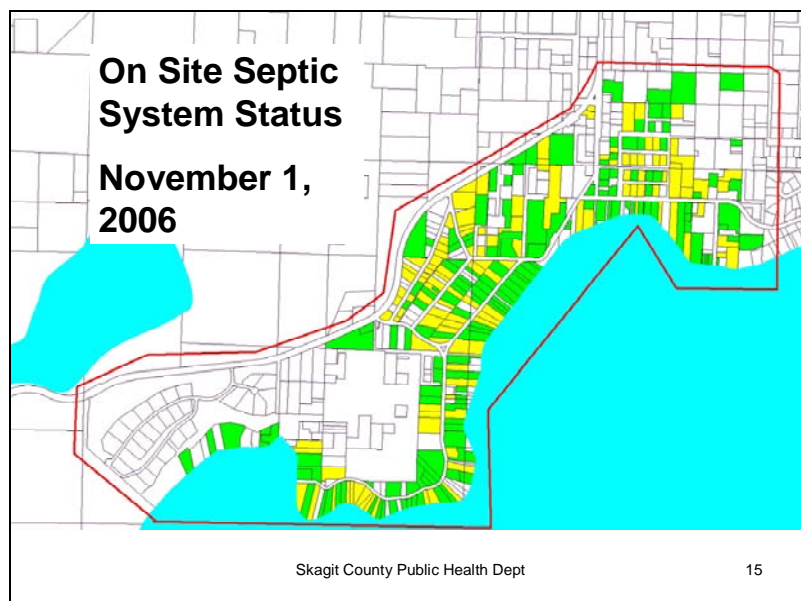 On Site Septic
System Status
November 1,
2006
Skagit County Public Health Dept
15